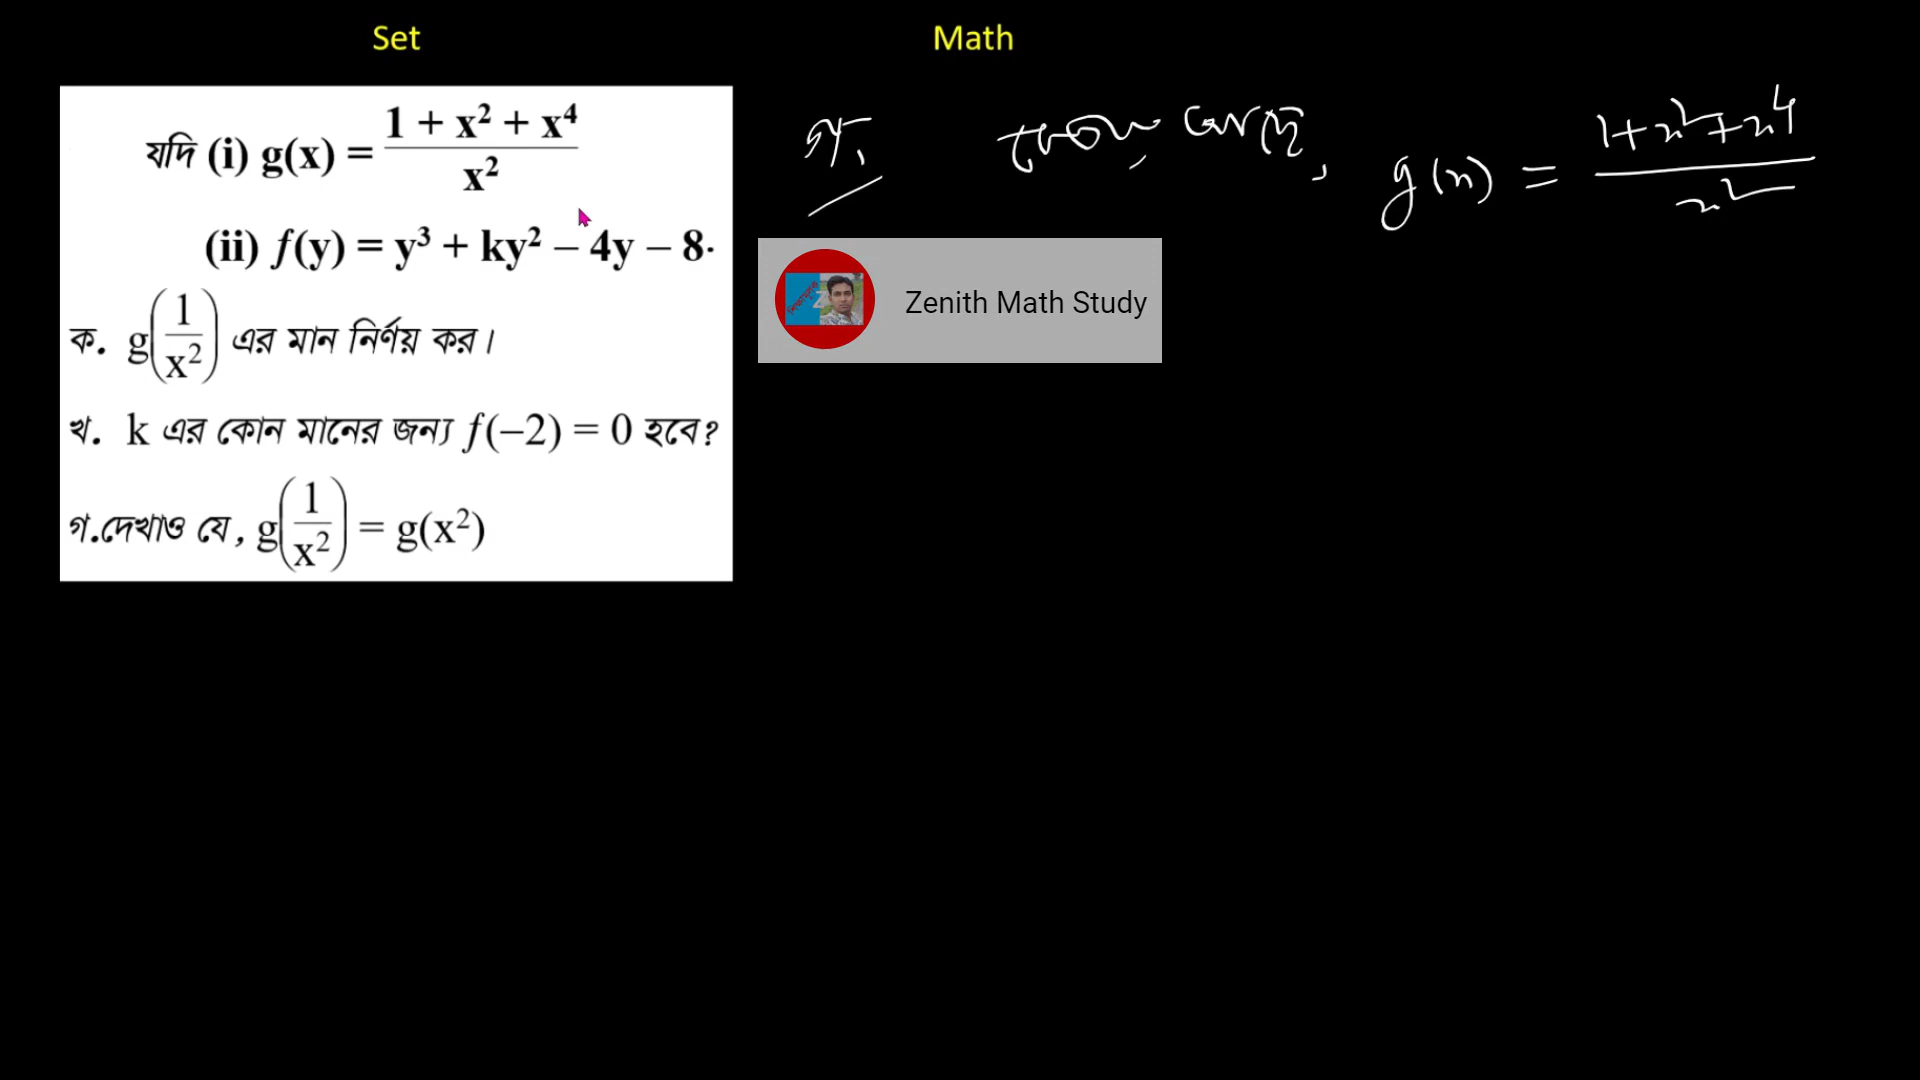 Set Math
যদি (i) g(x) = (1 + x² + x⁴)/x²
(ii) f(y) = y³ + ky² – 4y – 8·
ক. g(1/x²) এর মান নির্ণয় কর।
খ. k এর কোন মানের জন্য f(–2) = 0 হবে?
গ.দেখাও যে, g(1/x²) = g(x²)
গ. দেওয়া আছে, g(x) = (1+x²+x⁴)/x²
Zenith Math Study